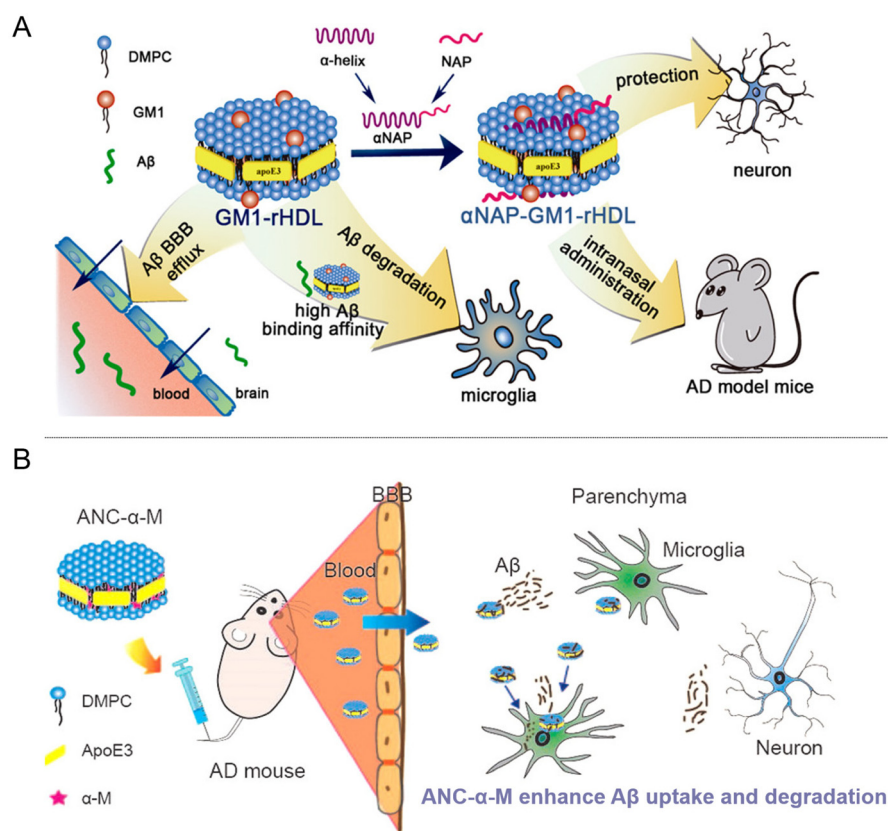 A
DMPC
GM1
Aβ
α-helix
NAP
αNAP
apoE3
GM1-rHDL
αNAP-GM1-rHDL
protection
neuron
Aβ BBB
efflux
Aβ degradation
high Aβ
binding affinity
intranasal
administration
blood
brain
microglia
AD model mice
B
ANC-α-M
BBB
Parenchyma
Blood
Aβ
Microglia
DMPC
ApoE3
α-M
AD mouse
Neuron
ANC-α-M enhance Aβ uptake and degradation